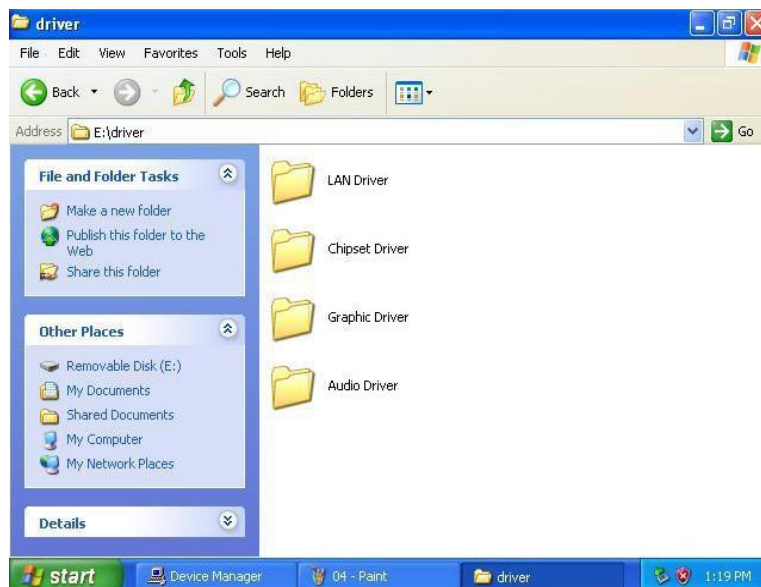 driver
File Edit View Favorites Tools Help
Back Search Folders
Address E:\driver Go
File and Folder Tasks
Make a new folder
Publish this folder to the
Web
Share this folder
Other Places
Removable Disk (E:)
My Documents
Shared Documents
My Computer
My Network Places
Details
LAN Driver
Chipset Driver
Graphic Driver
Audio Driver
start Device Manager 04 - Paint driver 1:19 PM